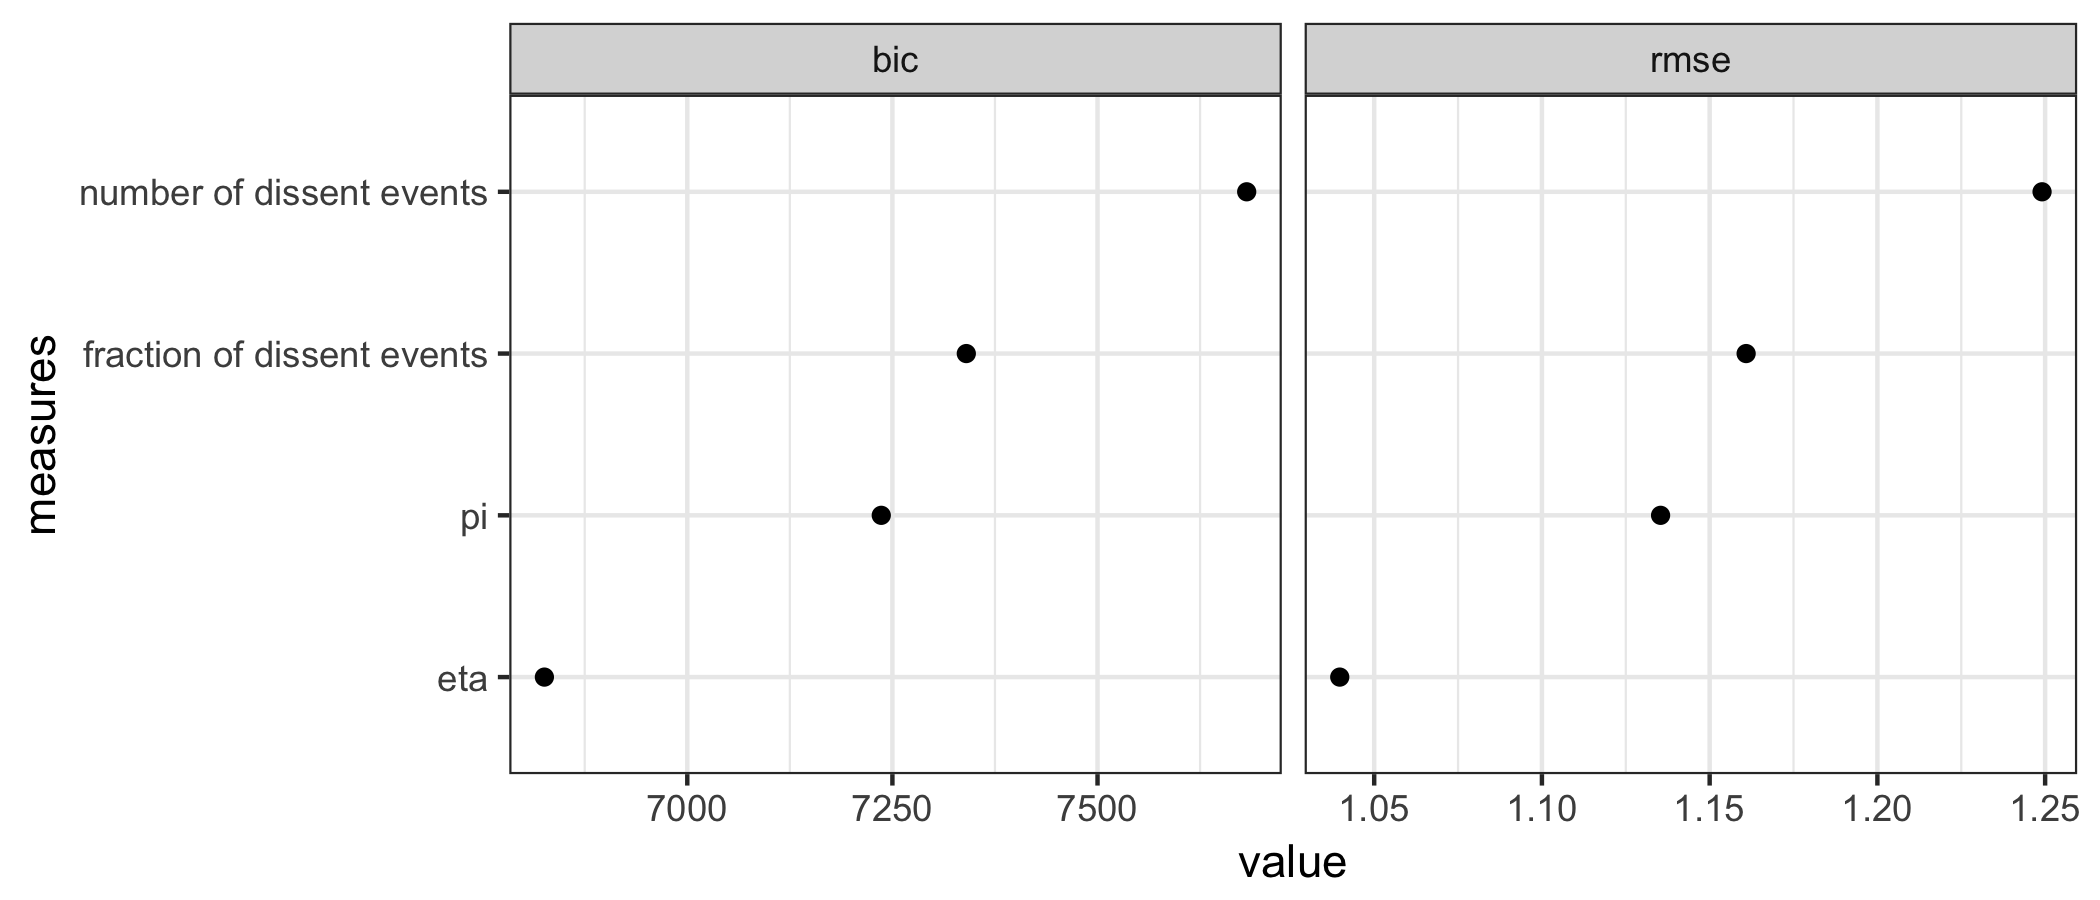 bic
rmse
number of dissent events
fraction of dissent events
pi
eta
measures
7000 7250 7500
1.05 1.10 1.15 1.20 1.25
value